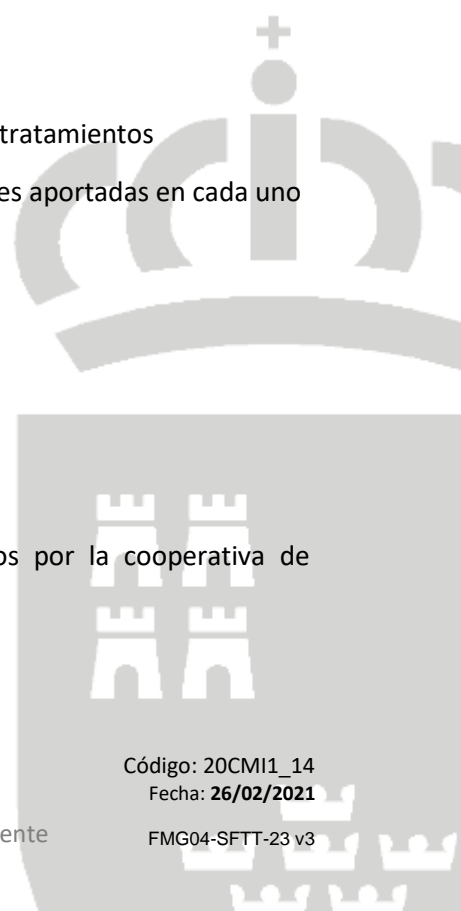 tratamientos
es aportadas en cada uno
os por la cooperativa de
Código: 20CMI1_14
Fecha: 26/02/2021
ente FMG04-SFTT-23 v3